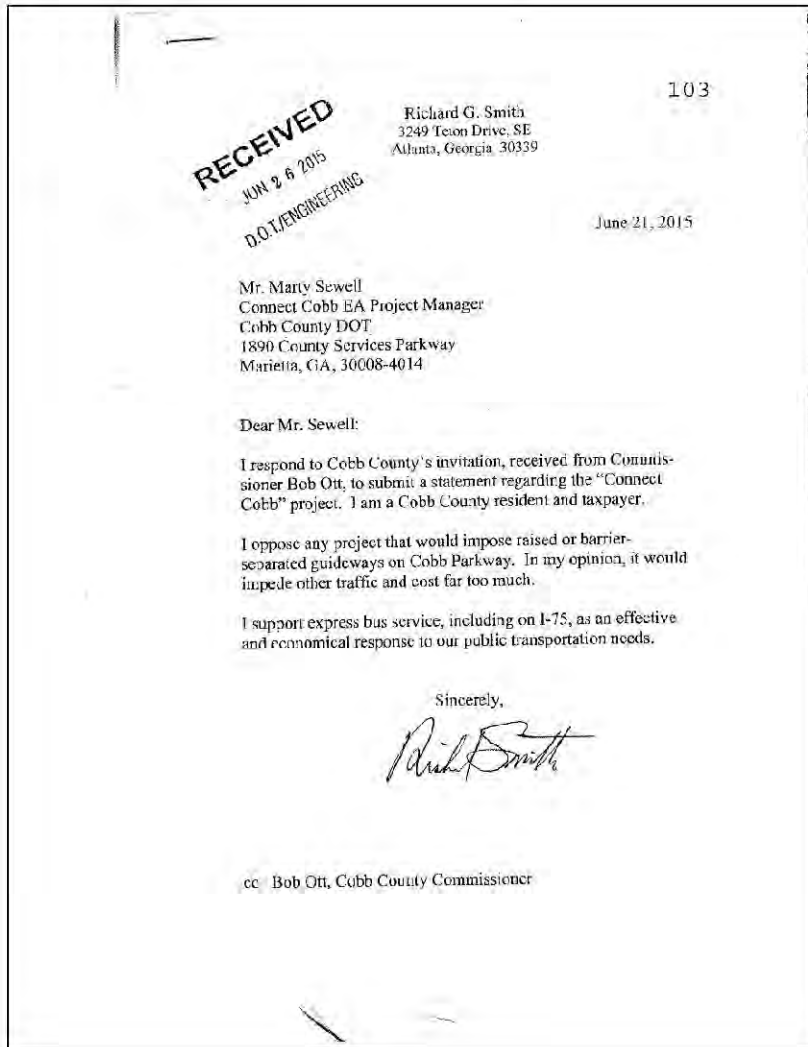 103
Richard G. Smith
3249 Teton Drive, SE
Atlanta, Georgia 30339
RECEIVED
JUN 26 2015
D.O.T./ENGINEERING
June 21, 2015
Mr. Marty Sewell
Connect Cobb EA Project Manager
Cobb County DOT
1890 County Services Parkway
Marietta, GA, 30008-4014
Dear Mr. Sewell:
I respond to Cobb County's invitation, received from Commis-
sioner Bob Ott, to submit a statement regarding the "Connect
Cobb" project. I am a Cobb County resident and taxpayer.
I oppose any project that would impose raised or barrier-
separated guideways on Cobb Parkway. In my opinion, it would
impede other traffic and cost far too much.
I support express bus service, including on I-75, as an effective
and economical response to our public transportation needs.
Sincerely,
Rich Smith
cc Bob Ott, Cobb County Commissioner